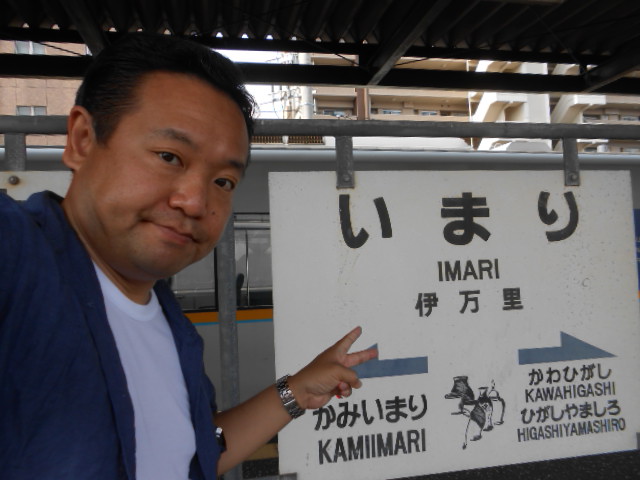 いまり
IMARI
伊万里
かみいまり
KAMIIMARI
かわひがし
KAWAHIGASHI
ひがしやましろ
HIGASHIYAMASHIRO